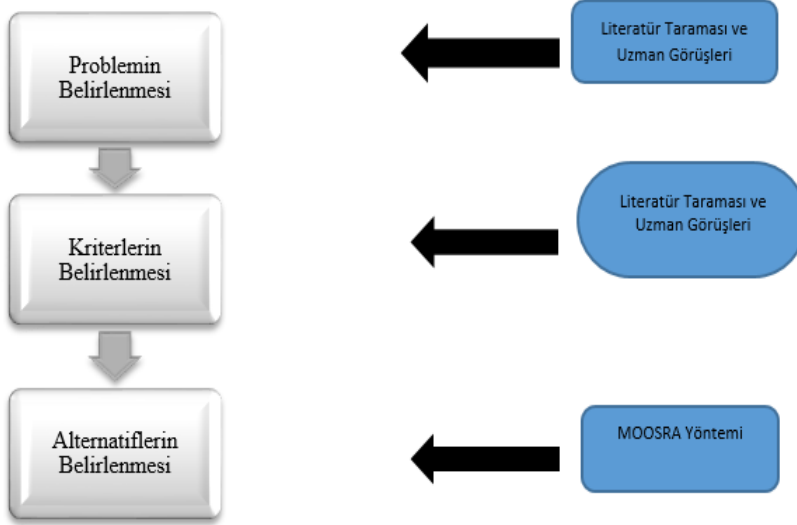 Problemin
Belirlenmesi
Literatür Taraması ve
Uzman Görüşleri
Kriterlerin
Belirlenmesi
Literatür Taraması ve
Uzman Görüşleri
Alternatiflerin
Belirlenmesi
MOOSRA Yöntemi